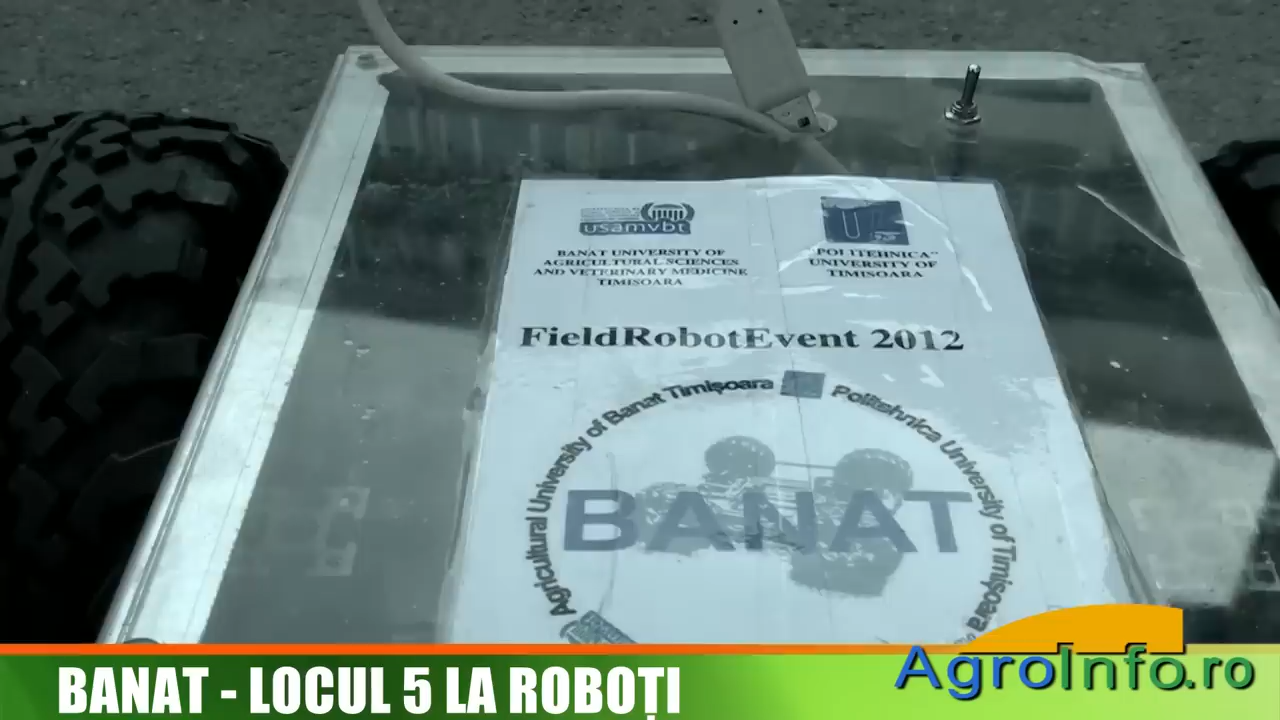 usamvbt
BANAT UNIVERSITY OF
AGRICULTURAL SCIENCES
AND VETERINARY MEDICINE
TIMISOARA
POLITEHNICA"
UNIVERSITY OF
TIMISOARA
FieldRobotEvent 2012
Agricultural University of Banat Timişoara
Politehnica University of Timişoara
BANAT
BANAT - LOCUL 5 LA ROBOȚI
AgroInfo.ro